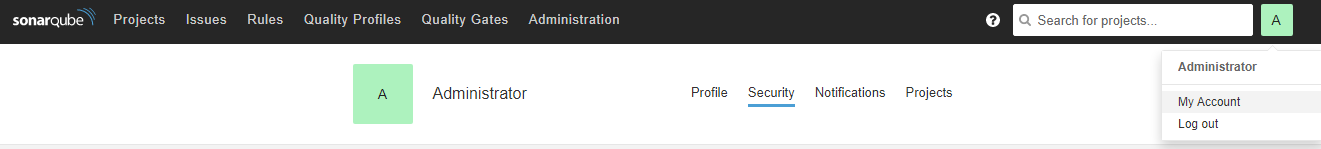 sonarqube Projects Issues Rules Quality Profiles Quality Gates Administration ? Search for projects... A
Administrator
A Administrator Profile Security Notifications Projects
My Account
Log out